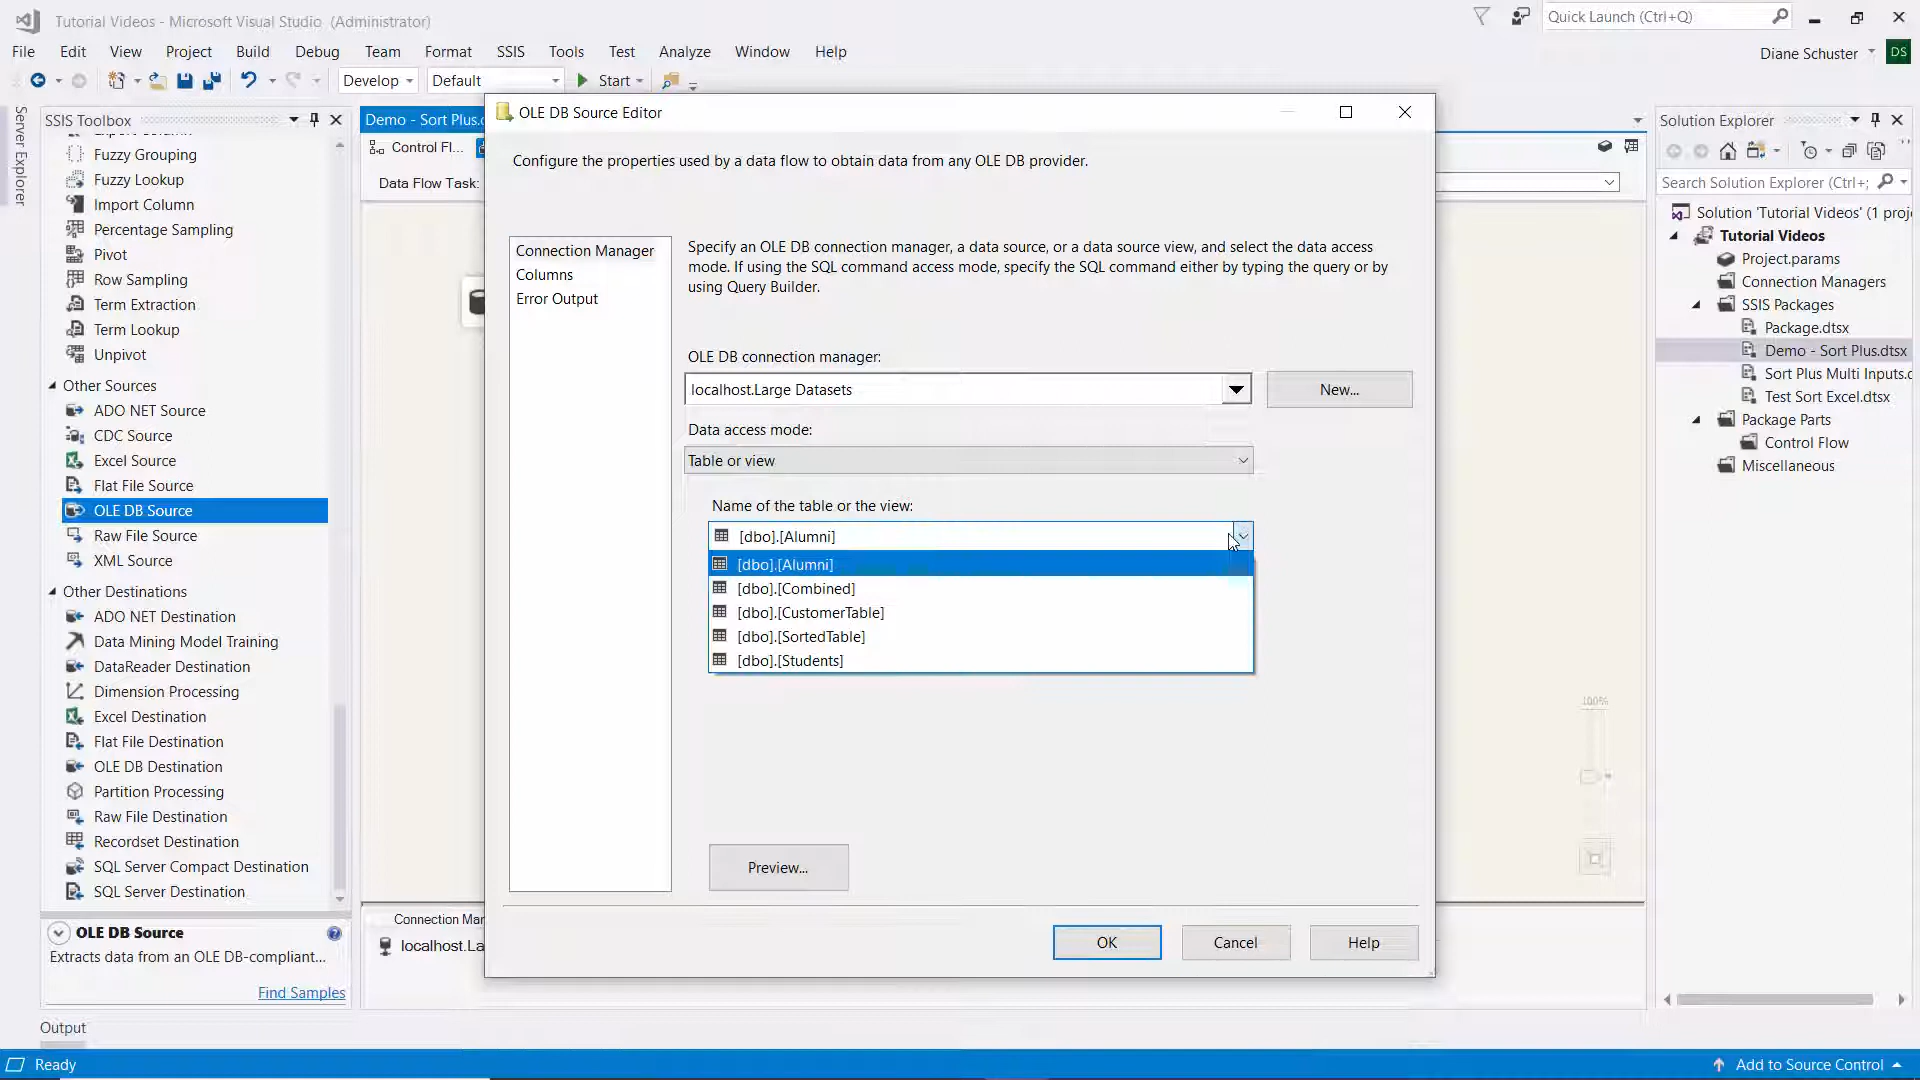 Tutorial Videos - Microsoft Visual Studio (Administrator)
Quick Launch (Ctrl+Q)
File Edit View Project Build Debug Team Format SSIS Tools Test Analyze Window Help
Diane Schuster DS
Develop Default Start
Server Explorer
SSIS Toolbox
Fuzzy Grouping
Fuzzy Lookup
Import Column
Percentage Sampling
Pivot
Row Sampling
Term Extraction
Term Lookup
Unpivot
Other Sources
ADO NET Source
CDC Source
Excel Source
Flat File Source
OLE DB Source
Raw File Source
XML Source
Other Destinations
ADO NET Destination
Data Mining Model Training
DataReader Destination
Dimension Processing
Excel Destination
Flat File Destination
OLE DB Destination
Partition Processing
Raw File Destination
Recordset Destination
SQL Server Compact Destination
SQL Server Destination
OLE DB Source
Extracts data from an OLE DB-compliant...
Find Samples
Output
Ready
Demo - Sort Plus.
Control Fl...
Data Flow Task:
Connection Mar
localhost.La
OLE DB Source Editor
Configure the properties used by a data flow to obtain data from any OLE DB provider.
Connection Manager
Columns
Error Output
Specify an OLE DB connection manager, a data source, or a data source view, and select the data access
mode. If using the SQL command access mode, specify the SQL command either by typing the query or by
using Query Builder.
OLE DB connection manager:
localhost.Large Datasets
New...
Data access mode:
Table or view
Name of the table or the view:
[dbo].[Alumni]
[dbo].[Alumni]
[dbo].[Combined]
[dbo].[CustomerTable]
[dbo].[SortedTable]
[dbo].[Students]
Preview...
OK Cancel Help
100%
Solution Explorer
Search Solution Explorer (Ctrl+;
Solution 'Tutorial Videos' (1 proj
Tutorial Videos
Project.params
Connection Managers
SSIS Packages
Package.dtsx
Demo - Sort Plus.dtsx
Sort Plus Multi Inputs.c
Test Sort Excel.dtsx
Package Parts
Control Flow
Miscellaneous
Add to Source Control